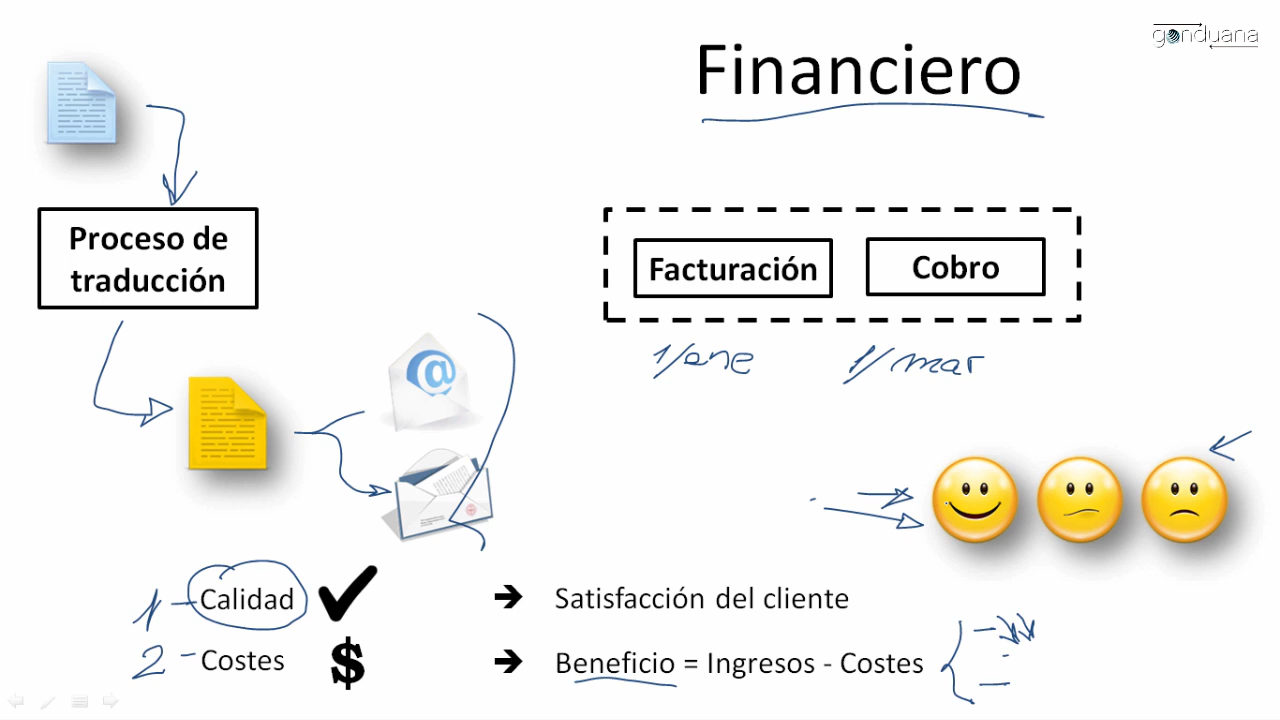 gonduana
Financiero
Proceso de
traducción
Facturación
Cobro
1/ene
1/mar
@
1 - Calidad
➔ Satisfacción del cliente
2 - Costes
$
➔ Beneficio = Ingresos - Costes